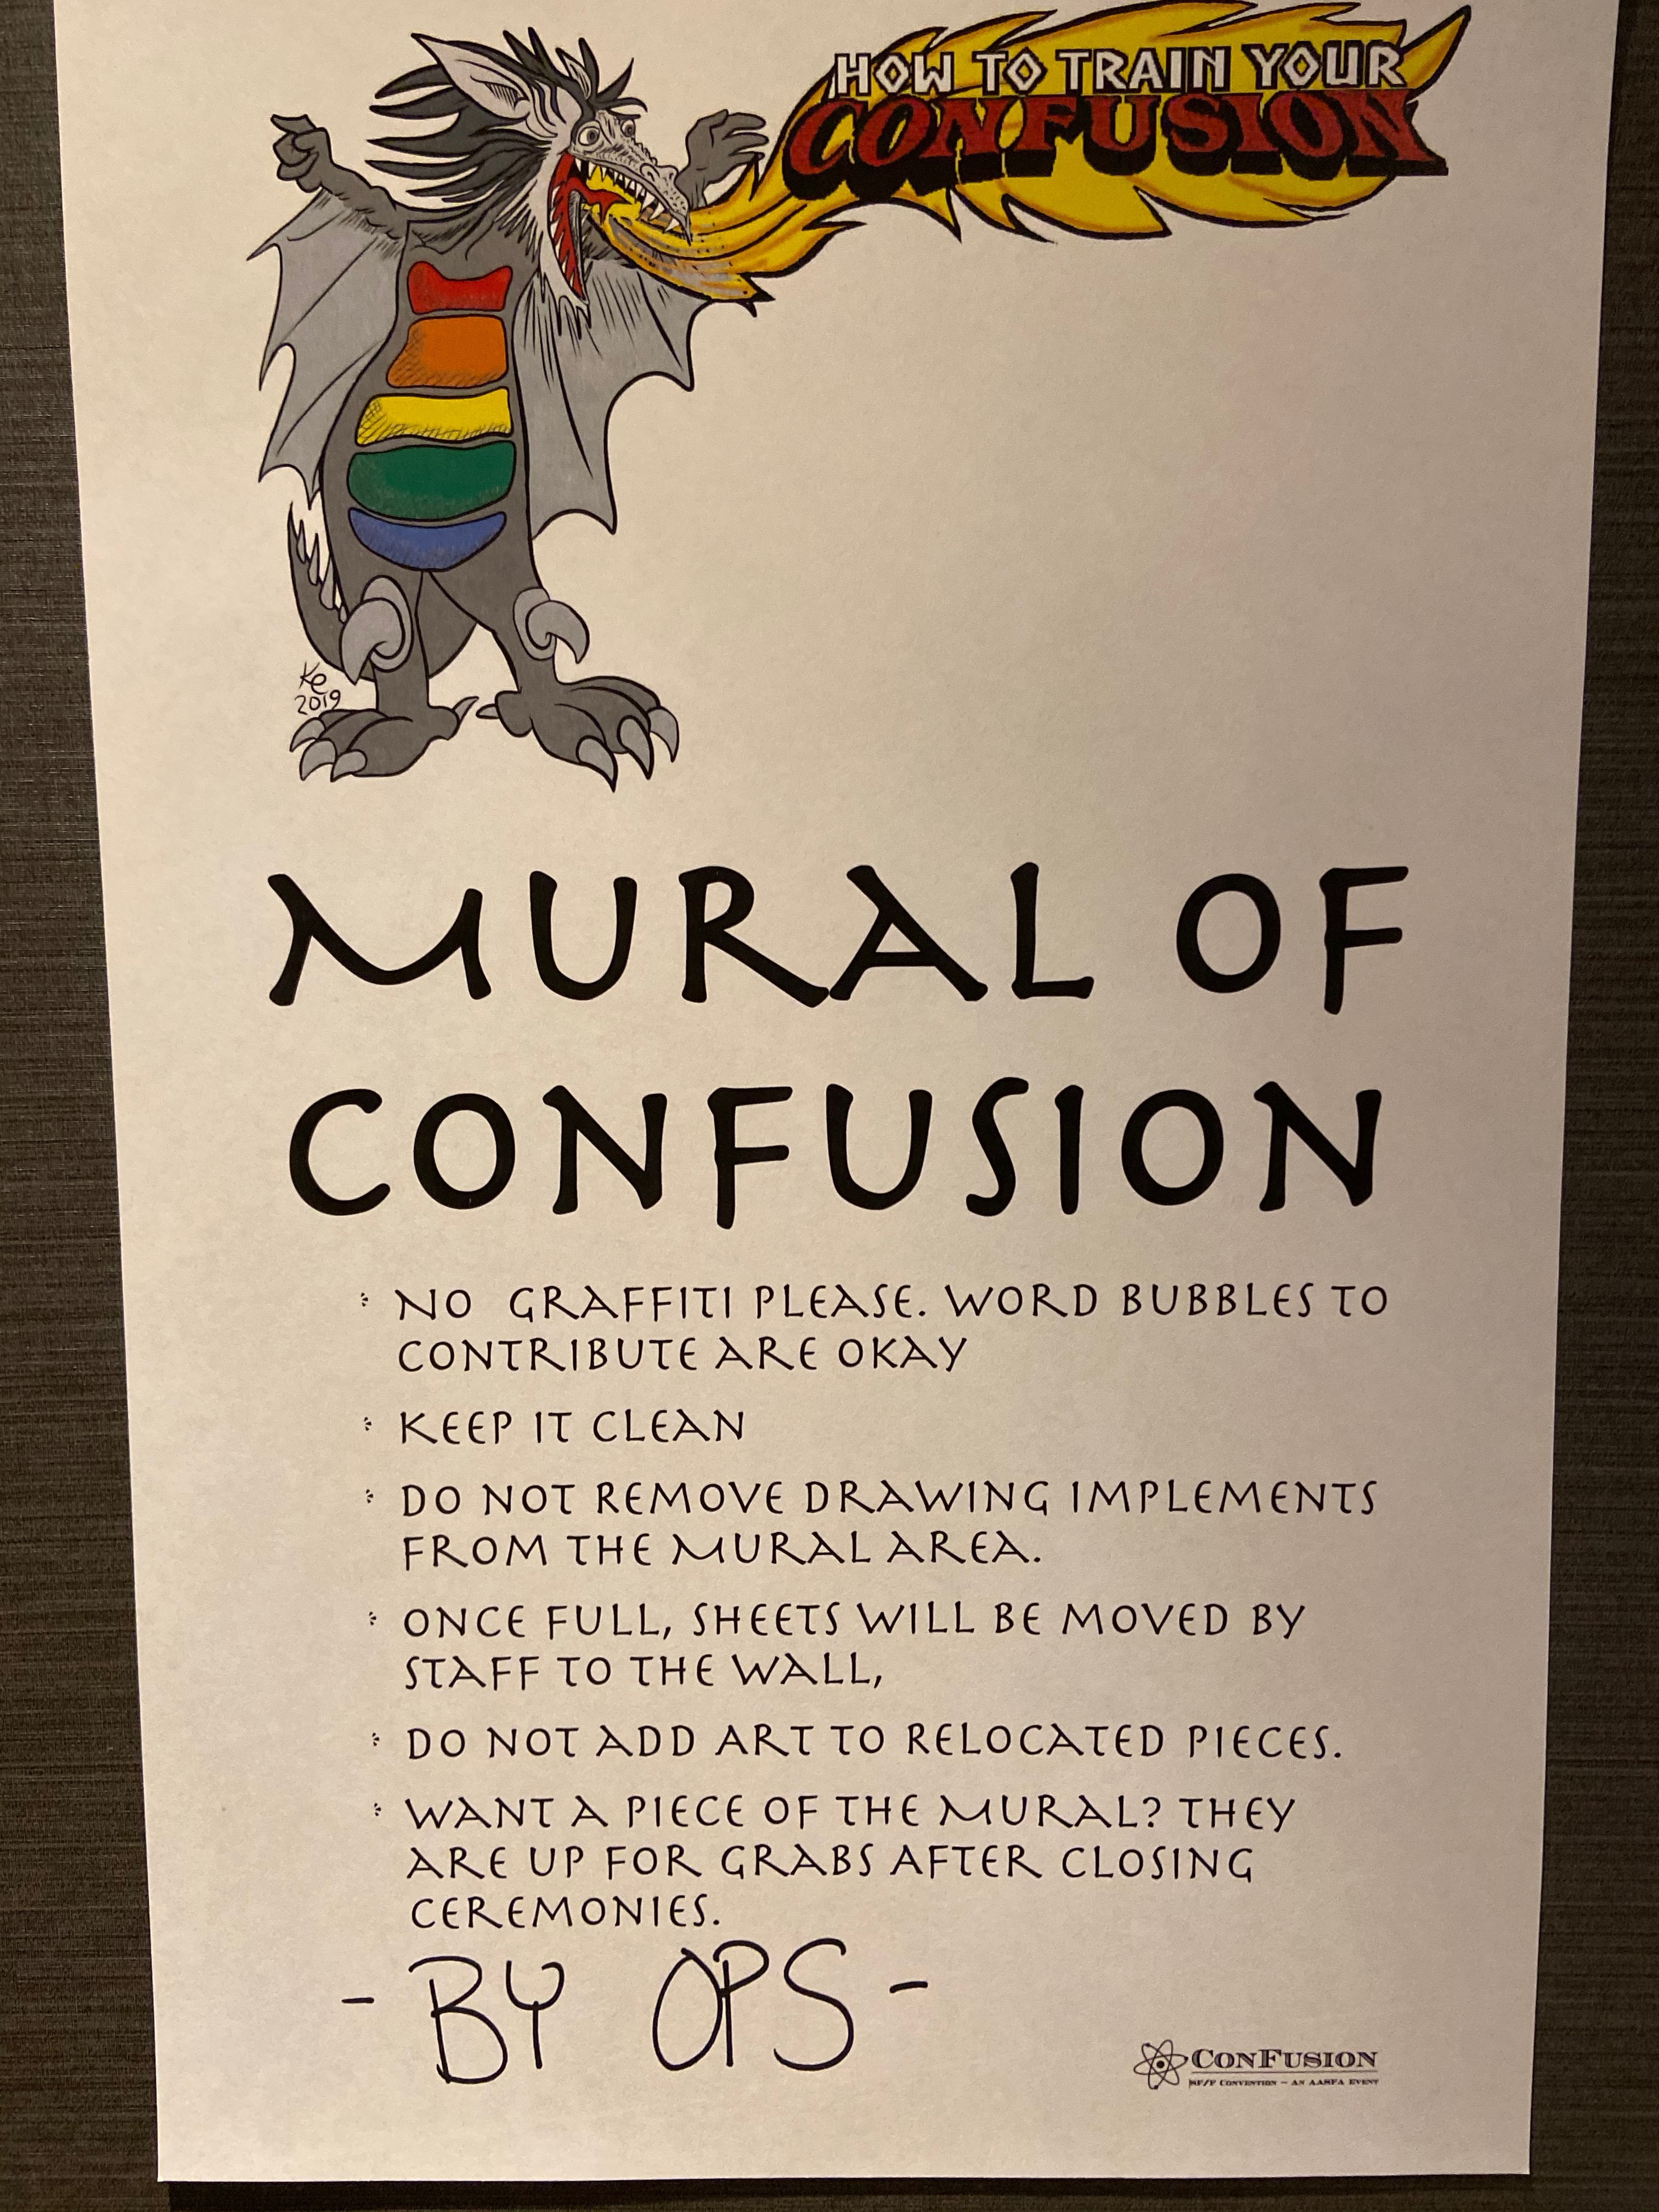 HOW TO TRAIN YOUR
CONFUSION
Ke
2019
MURAL OF
CONFUSION
NO GRAFFITI PLEASE. WORD BUBBLES TO
CONTRIBUTE ARE OKAY
KEEP IT CLEAN
DO NOT REMOVE DRAWING IMPLEMENTS
FROM THE MURAL AREA.
ONCE FULL, SHEETS WILL BE MOVED BY
STAFF TO THE WALL,
DO NOT ADD ART TO RELOCATED PIECES.
WANT A PIECE OF THE MURAL? THEY
ARE UP FOR GRABS AFTER CLOSING
CEREMONIES.
- BY OPS -
CONFUSION
SF/F CONVENTION – AN AASFA EVENT